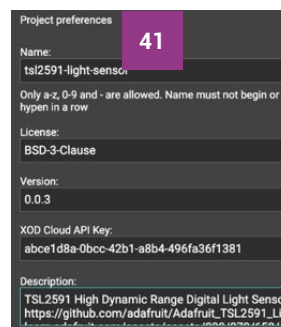 Project preferences
41
Name:
tsl2591-light-sensor
Only a-z, 0-9 and - are allowed. Name must not begin or
hypen in a row
License:
BSD-3-Clause
Version:
0.0.3
XOD Cloud API Key:
abce1d8a-0bcc-42b1-a8b4-496fa36f1381
Description:
TSL2591 High Dynamic Range Digital Light Senso
https://github.com/adafruit/Adafruit_TSL2591_Li